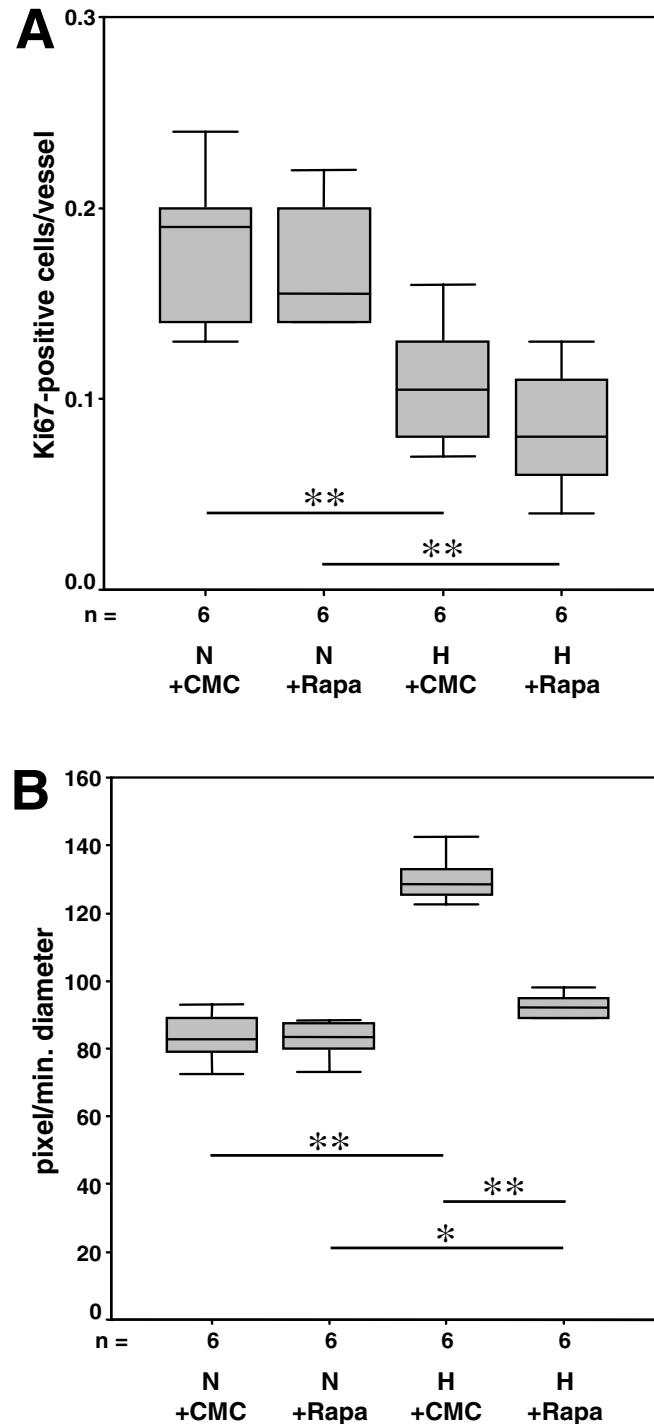 A
Ki67-positive cells/vessel
0.3
0.2
0.1
0.0
**
**
n = 6 6 6 6
N N H H
+CMC +Rapa +CMC +Rapa
B
pixel/min. diameter
160
140
120
100
80
60
40
20
0
**
**
*
n = 6 6 6 6
N N H H
+CMC +Rapa +CMC +Rapa